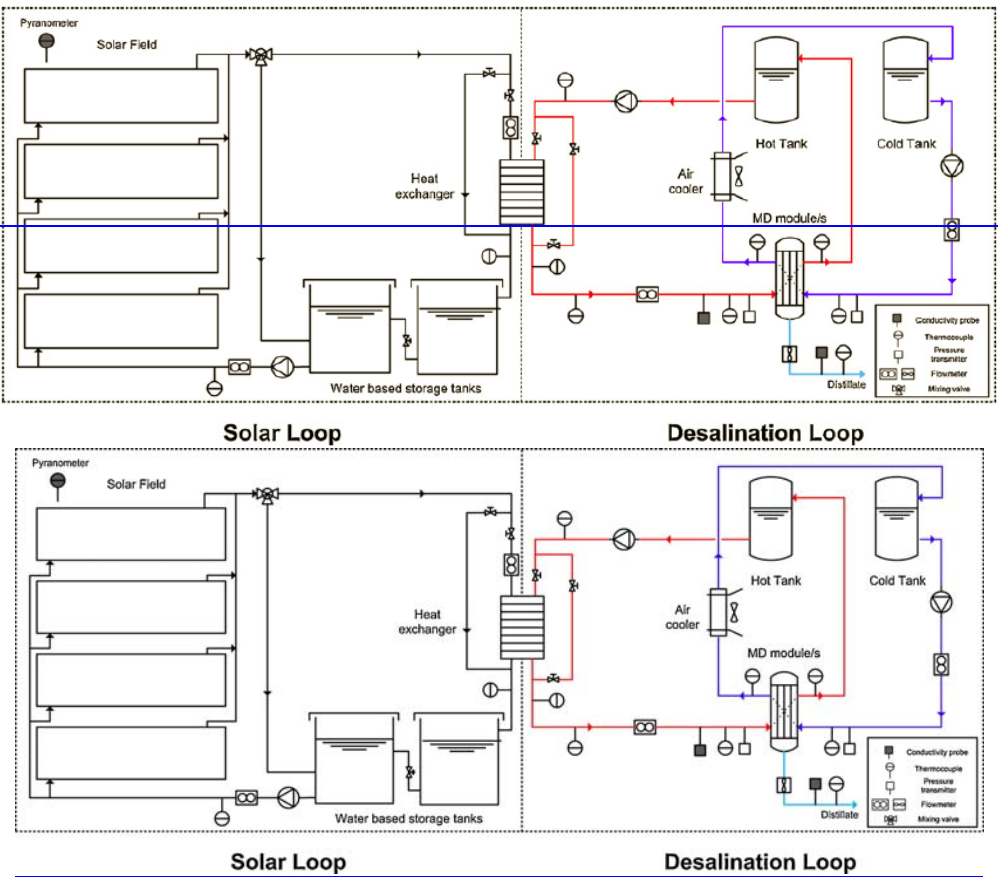 Pyranometer
Solar Field
Heat
exchanger
Water based storage tanks
Hot Tank
Cold Tank
Air
cooler
MD module/s
Distillate
Conductivity probe
Thermocouple
Pressure
transmitter
Flowmeter
Mixing valve
Solar Loop
Desalination Loop
Pyranometer
Solar Field
Heat
exchanger
Water based storage tanks
Hot Tank
Cold Tank
Air
cooler
MD module/s
Distillate
Conductivity probe
Thermocouple
Pressure
transmitter
Flowmeter
Mixing valve
Solar Loop
Desalination Loop